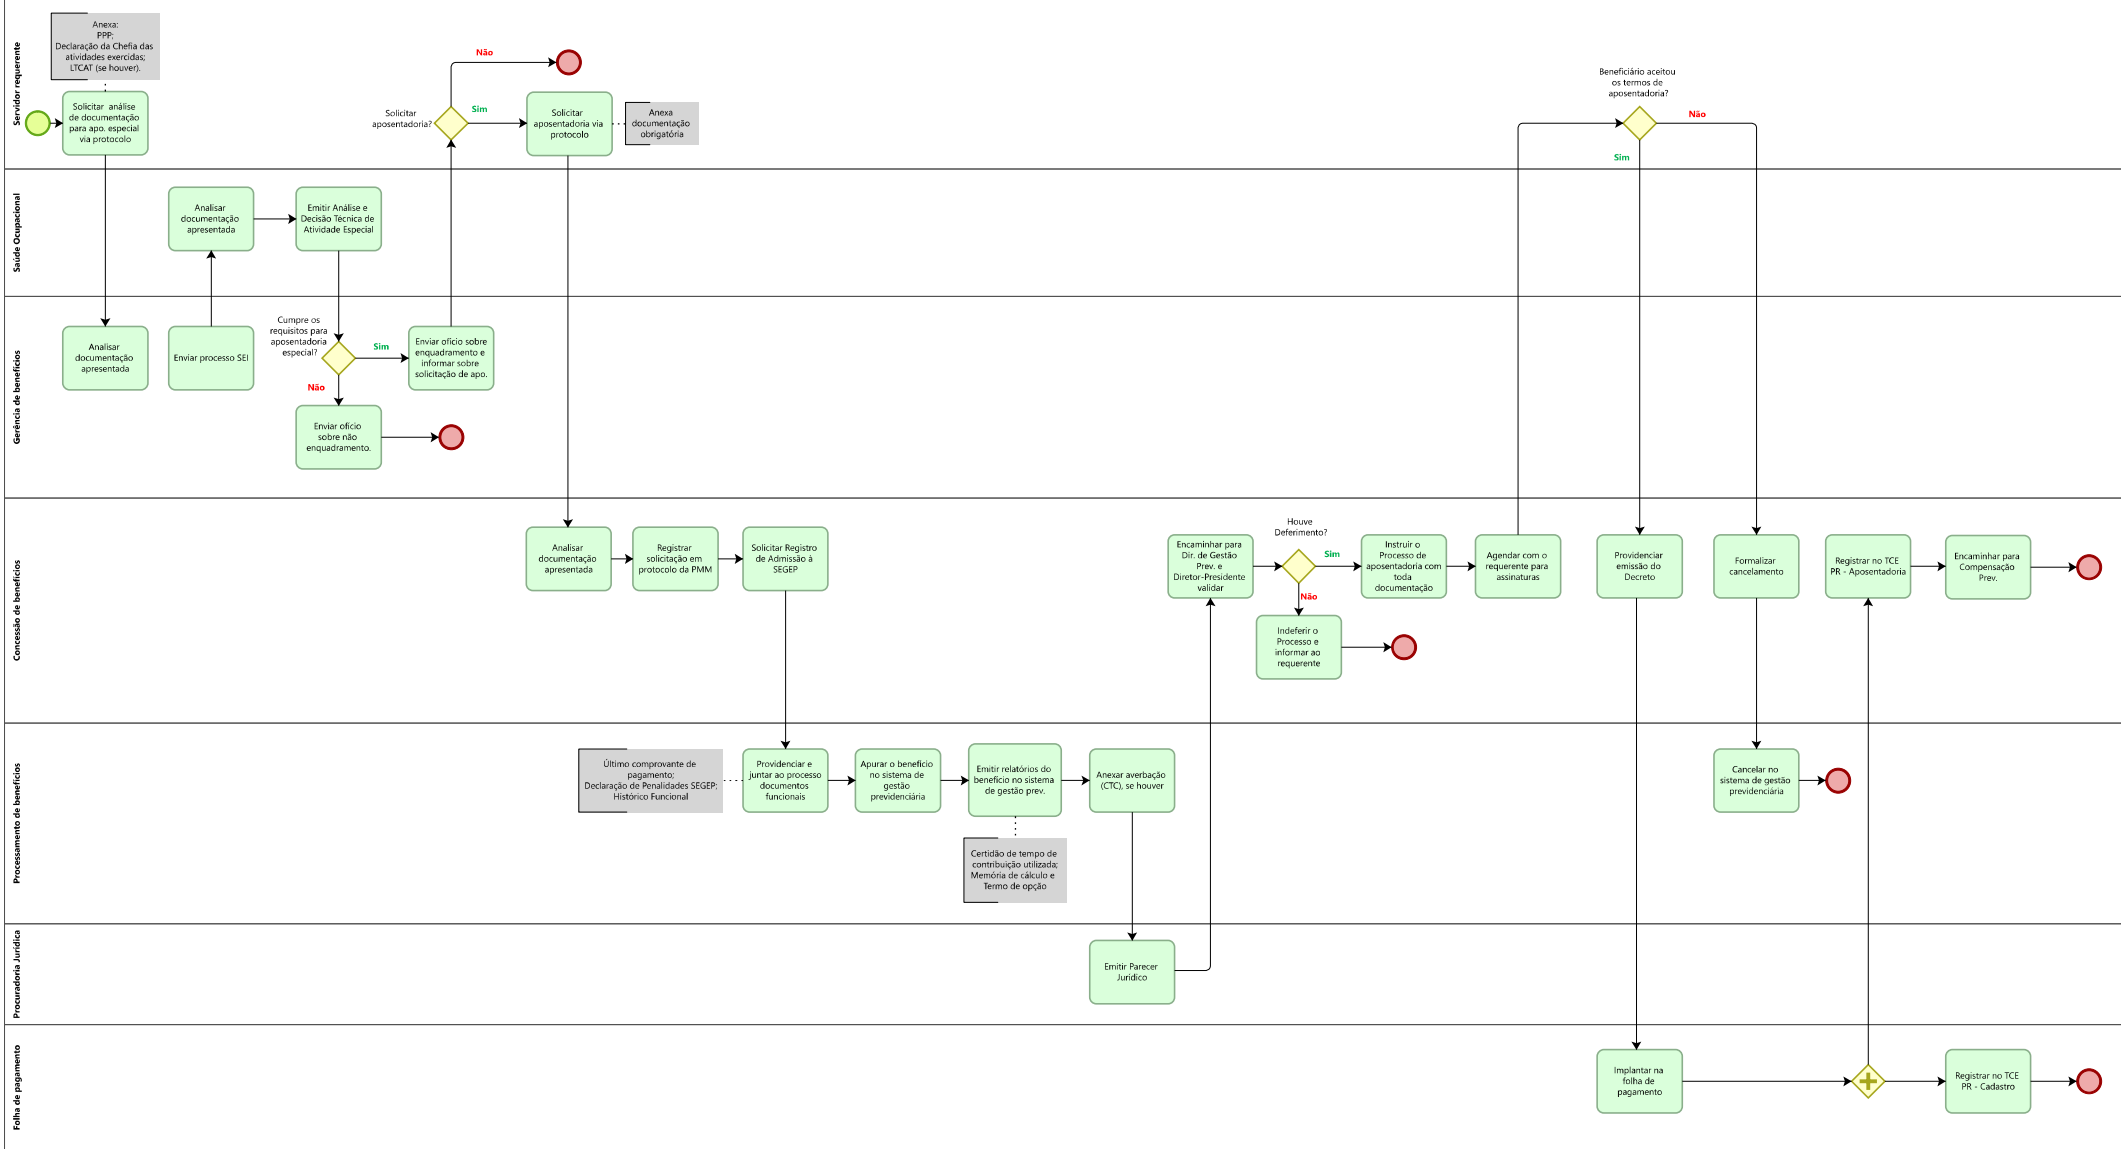 Servidor requerente
Anexa:
PPP;
Declaração da Chefia das
atividades exercidas;
LTCAT (se houver).
Solicitar análise
de documentação
para apo. especial
via protocolo
Solicitar
aposentadoria?
Não
Sim
Solicitar
aposentadoria via
protocolo
Anexa
documentação
obrigatória
Beneficiário aceitou
os termos de
aposentadoria?
Não
Sim
Saúde Ocupacional
Analisar
documentação
apresentada
Emitir Análise e
Decisão Técnica de
Atividade Especial
Gerência de benefícios
Analisar
documentação
apresentada
Enviar processo SEI
Cumpre os
requisitos para
aposentadoria
especial?
Sim
Não
Enviar ofício sobre
enquadramento e
informar sobre
solicitação de apo.
Enviar ofício
sobre não
enquadramento.
Concessão de benefícios
Analisar
documentação
apresentada
Registrar
solicitação em
protocolo da PMM
Solicitar Registro
de Admissão à
SEGEP
Encaminhar para
Dir. de Gestão
Prev. e
Diretor-Presidente
validar
Houve
Deferimento?
Sim
Não
Instruir o
Processo de
aposentadoria com
toda
documentação
Agendar com o
requerente para
assinaturas
Indeferir o
Processo e
informar ao
requerente
Providenciar
emissão do
Decreto
Formalizar
cancelamento
Registrar no TCE
PR - Aposentadoria
Encaminhar para
Compensação
Prev.
Processamento de benefícios
Último comprovante de
pagamento;
Declaração de Penalidades SEGEP;
Histórico Funcional
Providenciar e
juntar ao processo
documentos
funcionais
Apurar o benefício
no sistema de
gestão
previdenciária
Emitir relatórios do
benefício no sistema
de gestão prev.
Anexar averbação
(CTC), se houver
Certidão de tempo de
contribuição utilizada;
Memória de cálculo e
Termo de opção
Cancelar no
sistema de gestão
previdenciária
Procuradoria Jurídica
Emitir Parecer
Jurídico
Folha de pagamento
Implantar na
folha de
pagamento
Registrar no TCE
PR - Cadastro